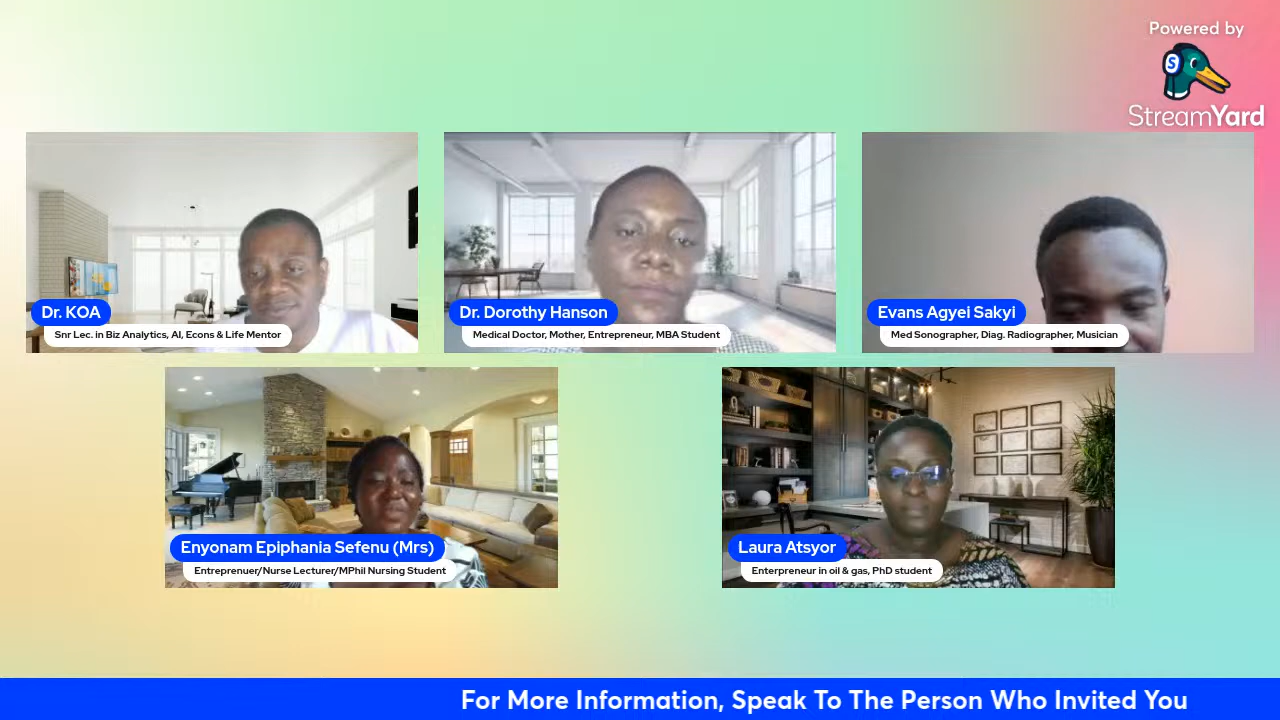 Powered by
S
StreamYard
Dr. KOA
Snr Lec. in Biz Analytics, AI, Econs & Life Mentor
Dr. Dorothy Hanson
Medical Doctor, Mother, Entrepreneur, MBA Student
Evans Agyei Sakyi
Med Sonographer, Diag. Radiographer, Musician
Enyonam Epiphania Sefenu (Mrs)
Entreprenuer/Nurse Lecturer/MPhil Nursing Student
Laura Atsyor
Enterpreneur in oil & gas, PhD student
For More Information, Speak To The Person Who Invited You